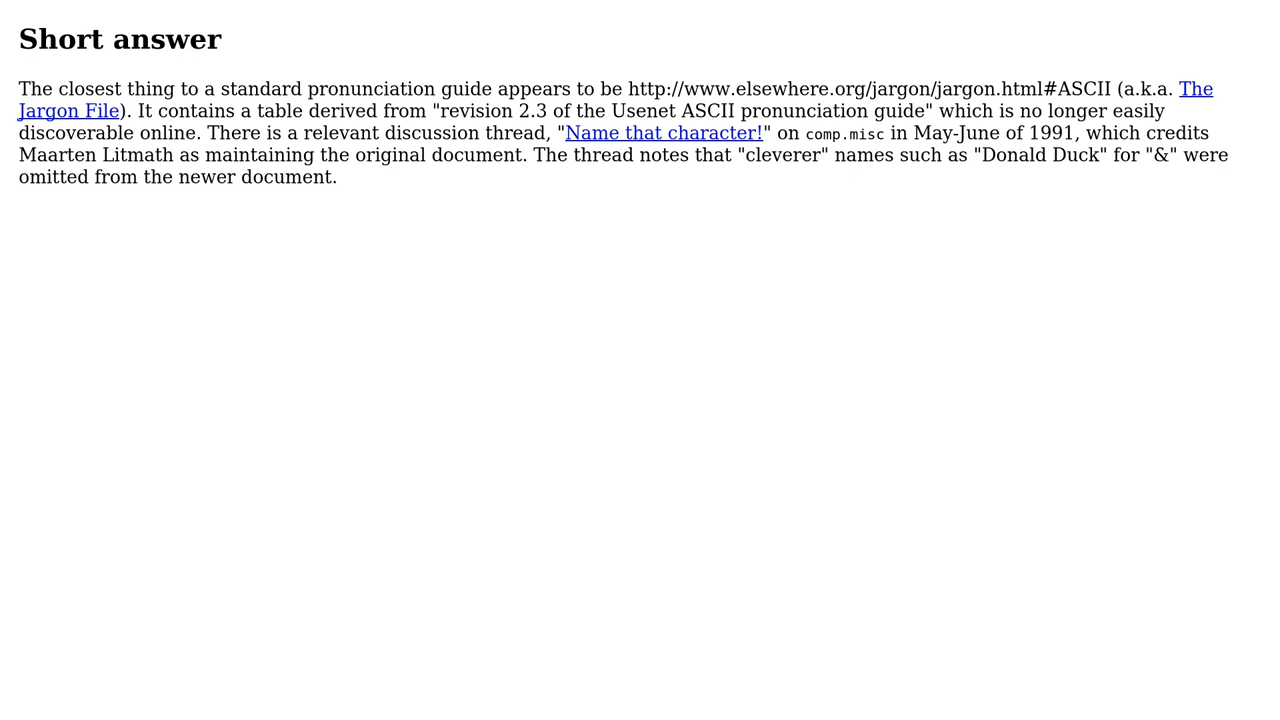 Short answer
The closest thing to a standard pronunciation guide appears to be http://www.elsewhere.org/jargon/jargon.html#ASCII (a.k.a. The
Jargon File). It contains a table derived from "revision 2.3 of the Usenet ASCII pronunciation guide" which is no longer easily
discoverable online. There is a relevant discussion thread, "Name that character!" on comp.misc in May-June of 1991, which credits
Maarten Litmath as maintaining the original document. The thread notes that "cleverer" names such as "Donald Duck" for "&" were
omitted from the newer document.